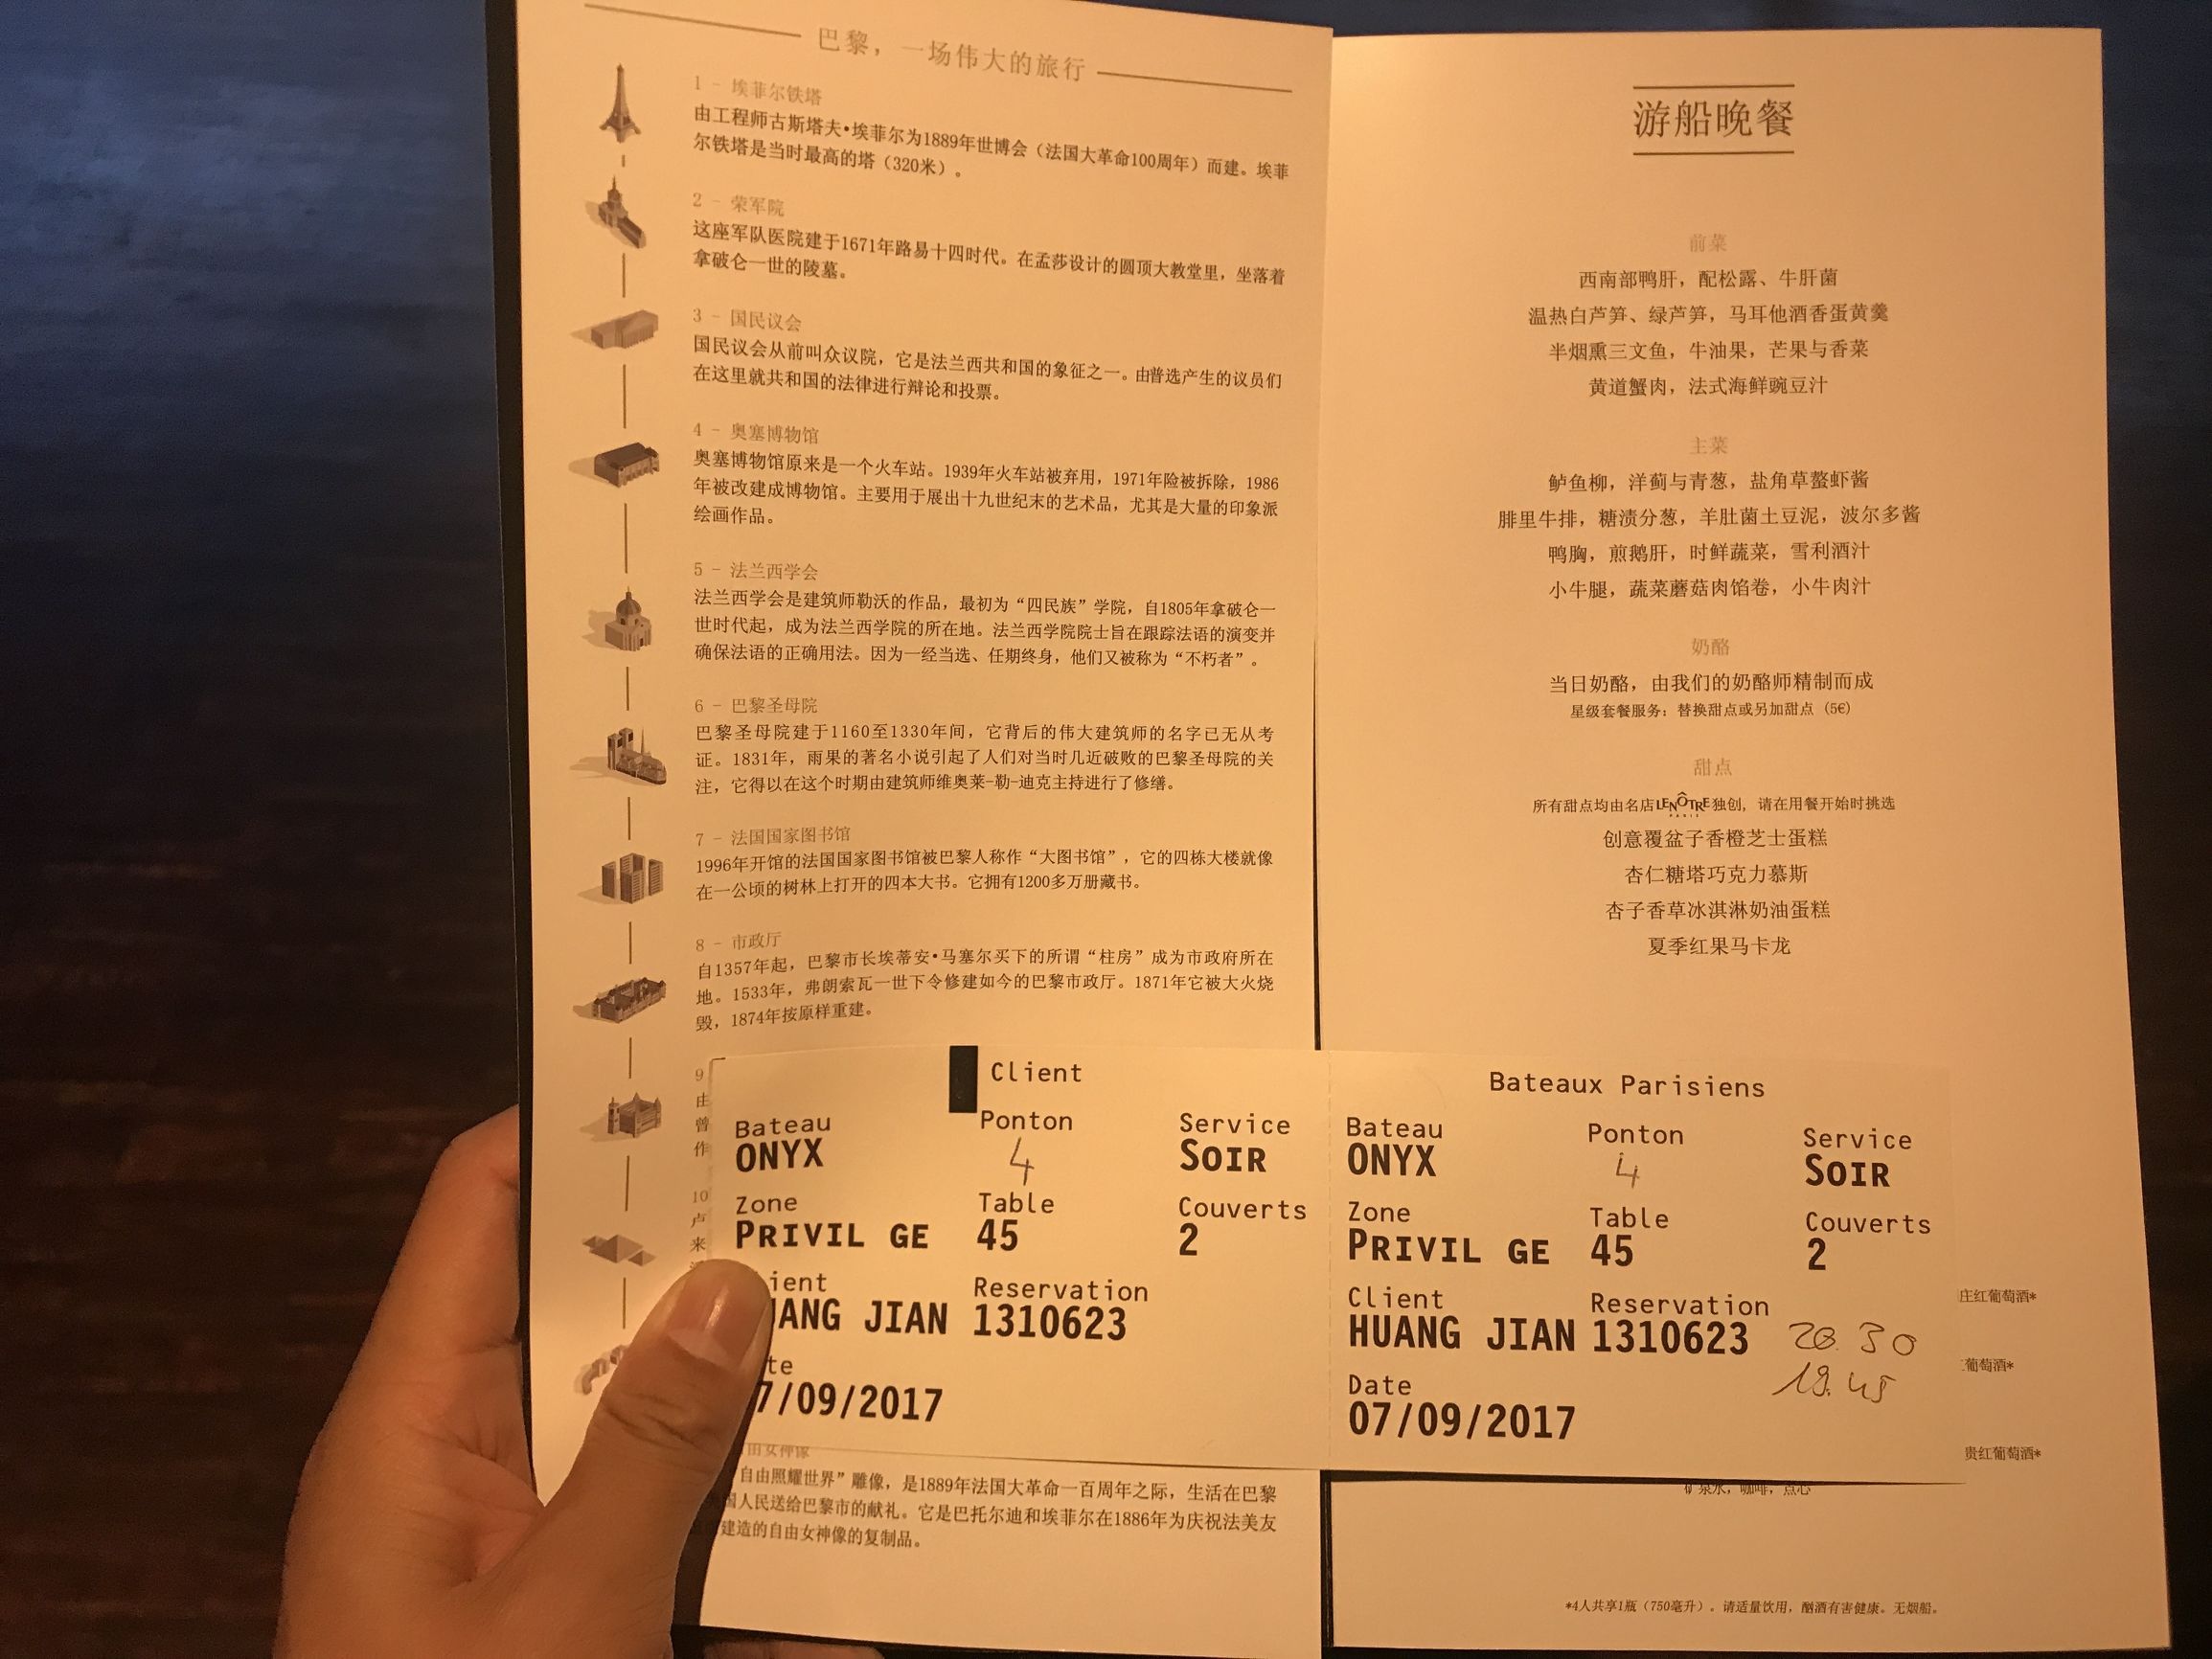 巴黎，一场伟大的旅行
1 - 埃菲尔铁塔
由工程师古斯塔夫•埃菲尔为1889年世博会（法国大革命100周年）而建。埃菲
尔铁塔是当时最高的塔（320米）。
2 - 荣军院
这座军队医院建于1671年路易十四时代。在孟莎设计的圆顶大教堂里，坐落着
拿破仑一世的陵墓。
3 - 国民议会
国民议会从前叫众议院，它是法兰西共和国的象征之一。由普选产生的议员们
在这里就共和国的法律进行辩论和投票。
4 - 奥塞博物馆
奥塞博物馆原来是一个火车站。1939年火车站被弃用，1971年险被拆除，1986
年被改建成博物馆。主要用于展出十九世纪末的艺术品，尤其是大量的印象派
绘画作品。
5 - 法兰西学会
法兰西学会是建筑师勒沃的作品，最初为“四民族”学院，自1805年拿破仑一
世时代起，成为法兰西学院的所在地。法兰西学院院士旨在跟踪法语的演变并
确保法语的正确用法。因为一经当选、任期终身，他们又被称为“不朽者”。
6 - 巴黎圣母院
巴黎圣母院建于1160至1330年间，它背后的伟大建筑师的名字已无从考
证。1831年，雨果的著名小说引起了人们对当时几近破败的巴黎圣母院的关
注，它得以在这个时期由建筑师维奥莱-勒-迪克主持进行了修缮。
7 - 法国国家图书馆
1996年开馆的法国国家图书馆被巴黎人称作“大图书馆”，它的四栋大楼就像
在一公顷的树林上打开的四本大书。它拥有1200多万册藏书。
8 - 市政厅
自1357年起，巴黎市长埃蒂安•马塞尔买下的所谓“柱房”成为市政府所在
地。1533年，弗朗索瓦一世下令修建如今的巴黎市政厅。1871年它被大火烧
毁，1874年按原样重建。
9
由
曾
作
10
卢
来
由女神像
自由照耀世界”雕像，是1889年法国大革命一百周年之际，生活在巴黎
国人民送给巴黎市的献礼。它是巴托尔迪和埃菲尔在1886年为庆祝法美友
建造的自由女神像的复制品。
游船晚餐
前菜
西南部鸭肝，配松露、牛肝菌
温热白芦笋、绿芦笋，马耳他酒香蛋黄羹
半烟熏三文鱼，牛油果，芒果与香菜
黄道蟹肉，法式海鲜豌豆汁
主菜
鲈鱼柳，洋蓟与青葱，盐角草螯虾酱
腓里牛排，糖渍分葱，羊肚菌土豆泥，波尔多酱
鸭胸，煎鹅肝，时鲜蔬菜，雪利酒汁
小牛腿，蔬菜蘑菇肉馅卷，小牛肉汁
奶酪
当日奶酪，由我们的奶酪师精制而成
星级套餐服务：替换甜点或另加甜点（5€）
甜点
所有甜点均由名店LENÔTRE PARIS独创，请在用餐开始时挑选
创意覆盆子香橙芝士蛋糕
杏仁糖塔巧克力慕斯
杏子香草冰淇淋奶油蛋糕
夏季红果马卡龙
庄红葡萄酒*
葡萄酒*
贵红葡萄酒*
矿泉水，咖啡，点心
*4人共享1瓶（750毫升）。请适量饮用，酗酒有害健康。无烟船。
Client
Bateau Ponton Service
ONYX 4 SOIR
Zone Table Couverts
PRIVIL GE 45 2
ient Reservation
ANG JIAN 1310623
te
7/09/2017
Bateaux Parisiens
Bateau Ponton Service
ONYX 4 SOIR
Zone Table Couverts
PRIVIL GE 45 2
Client Reservation
HUANG JIAN 1310623 20.30
19.45
Date
07/09/2017